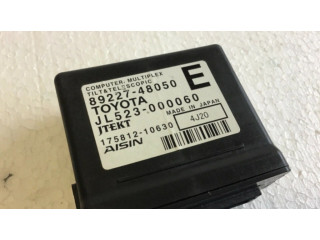 COMPUTER, MULTIPLEX
TILT&TELESCOPIC
89227-48050 E
TOYOTA
JL523-000060
JTEKT MADE IN JAPAN
175812-10630 4J20
AISIN